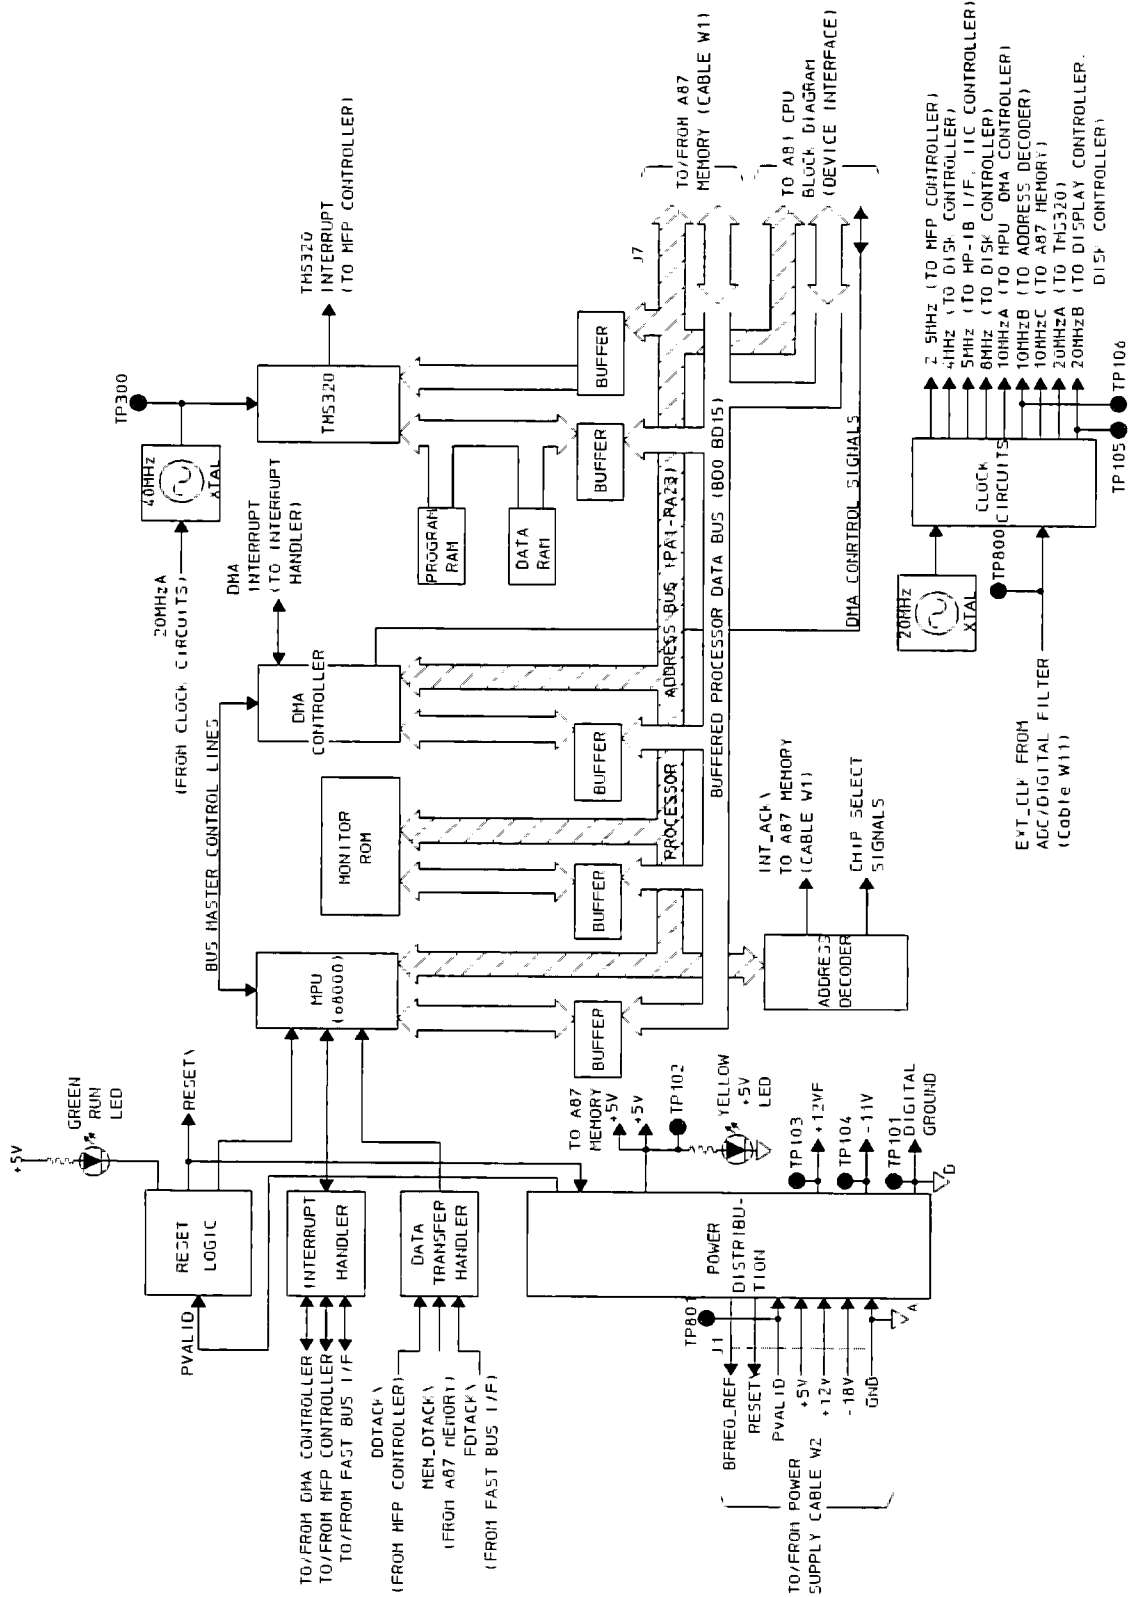 +5V
GREEN
RUN
LED
RESET\
RESET
LOGIC
PVALID
INTERRUPT
HANDLER
TO/FROM DMA CONTROLLER
TO/FROM MFP CONTROLLER
TO/FROM FAST BUS I/F
DATA
TRANSFER
HANDLER
DDTACK\
(FROM MFP CONTROLLER)
MEM_DTACK\
(FROM A87 MEMORY)
FDTACK\
(FROM FAST BUS I/F)
BUS MASTER CONTROL LINES
MPU
(68000)
MONITOR
ROM
DMA
CONTROLLER
DMA
INTERRUPT
(TO INTERRUPT
HANDLER)
20MHzA
(FROM CLOCK CIRCUITS)
40MHz
XTAL
TP300
TMS320
TMS320
INTERRUPT
(TO MFP CONTROLLER)
PROGRAM
RAM
DATA
RAM
BUFFER
BUFFER
BUFFER
BUFFER
BUFFER
PROCESSOR
ADDRESS BUS (PA1-PA23)
BUFFERED PROCESSOR DATA BUS (BD0 BD15)
DMA CONRTROL SIGNALS
J7
TO/FROM A87
MEMORY (CABLE W1)
TO A81 CPU
BLOCK DIAGRAM
(DEVICE INTERFACE)
ADDRESS
DECODER
INT_ACK\
TO A87 MEMORY
(CABLE W1)
CHIP SELECT
SIGNALS
TO A87
MEMORY
+5V
+5V
TP102
YELLOW
+5V
LED
TP103
+12VF
TP104
-11V
TP101
DIGITAL
GROUND
D
POWER
DISTRIBU-
TION
TP801
J1
BFREQ_REF
RESET\
PVALID
+5V
+12V
-18V
GND
A
TO/FROM POWER
SUPPLY CABLE W2
20MHz
XTAL
TP800
EXT_CLK FROM
ADC/DIGITAL FILTER
(Cable W11)
CLOCK
CIRCUITS
2 5MHz (TO MFP CONTROLLER)
4MHz (TO DISK CONTROLLER)
5MHz (TO HP-IB I/F, IIC CONTROLLER)
8MHz (TO DISK CONTROLLER)
10MHzA (TO MPU DMA CONTROLLER)
10MHzB (TO ADDRESS DECODER)
10MHzC (TO A87 MEMORY)
20MHzA (TO TMS320)
20MHzB (TO DISPLAY CONTROLLER.
DISK CONTROLLER)
TP105
TP106